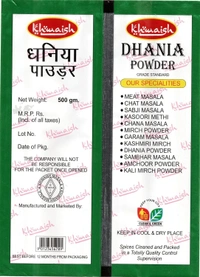 Khwaish
धनिया
पाउडर
Net Weight: 500 gm.
M.R.P. Rs.
(Incl. of all taxes)
Lot No.
Date of Pkg.
THE COMPANY WILL NOT
BE RESPONSIBLE
FOR THE PACKET ONCE OPENED
Manufactured and Marketed By:
BEST BEFORE 12 MONTHS FROM PACKAGING
Khwaish
DHANIA
POWDER
GRADE STANDARD
OUR SPECIALITIES
• MEAT MASALA
• CHAT MASALA
• SABJI MASALA
• KASOORI METHI
• CHANA MASALA
• MIRCH POWDER
• GARAM MASALA
• KASHMIRI MIRCH
• DHANIA POWDER
• SAMBHAR MASALA
• AMCHOOR POWDER
• KALI MIRCH POWDER
KEEP IN COOL & DRY PLACE
Spices Cleaned and Packed
in a Totally Quality Control
Supervision